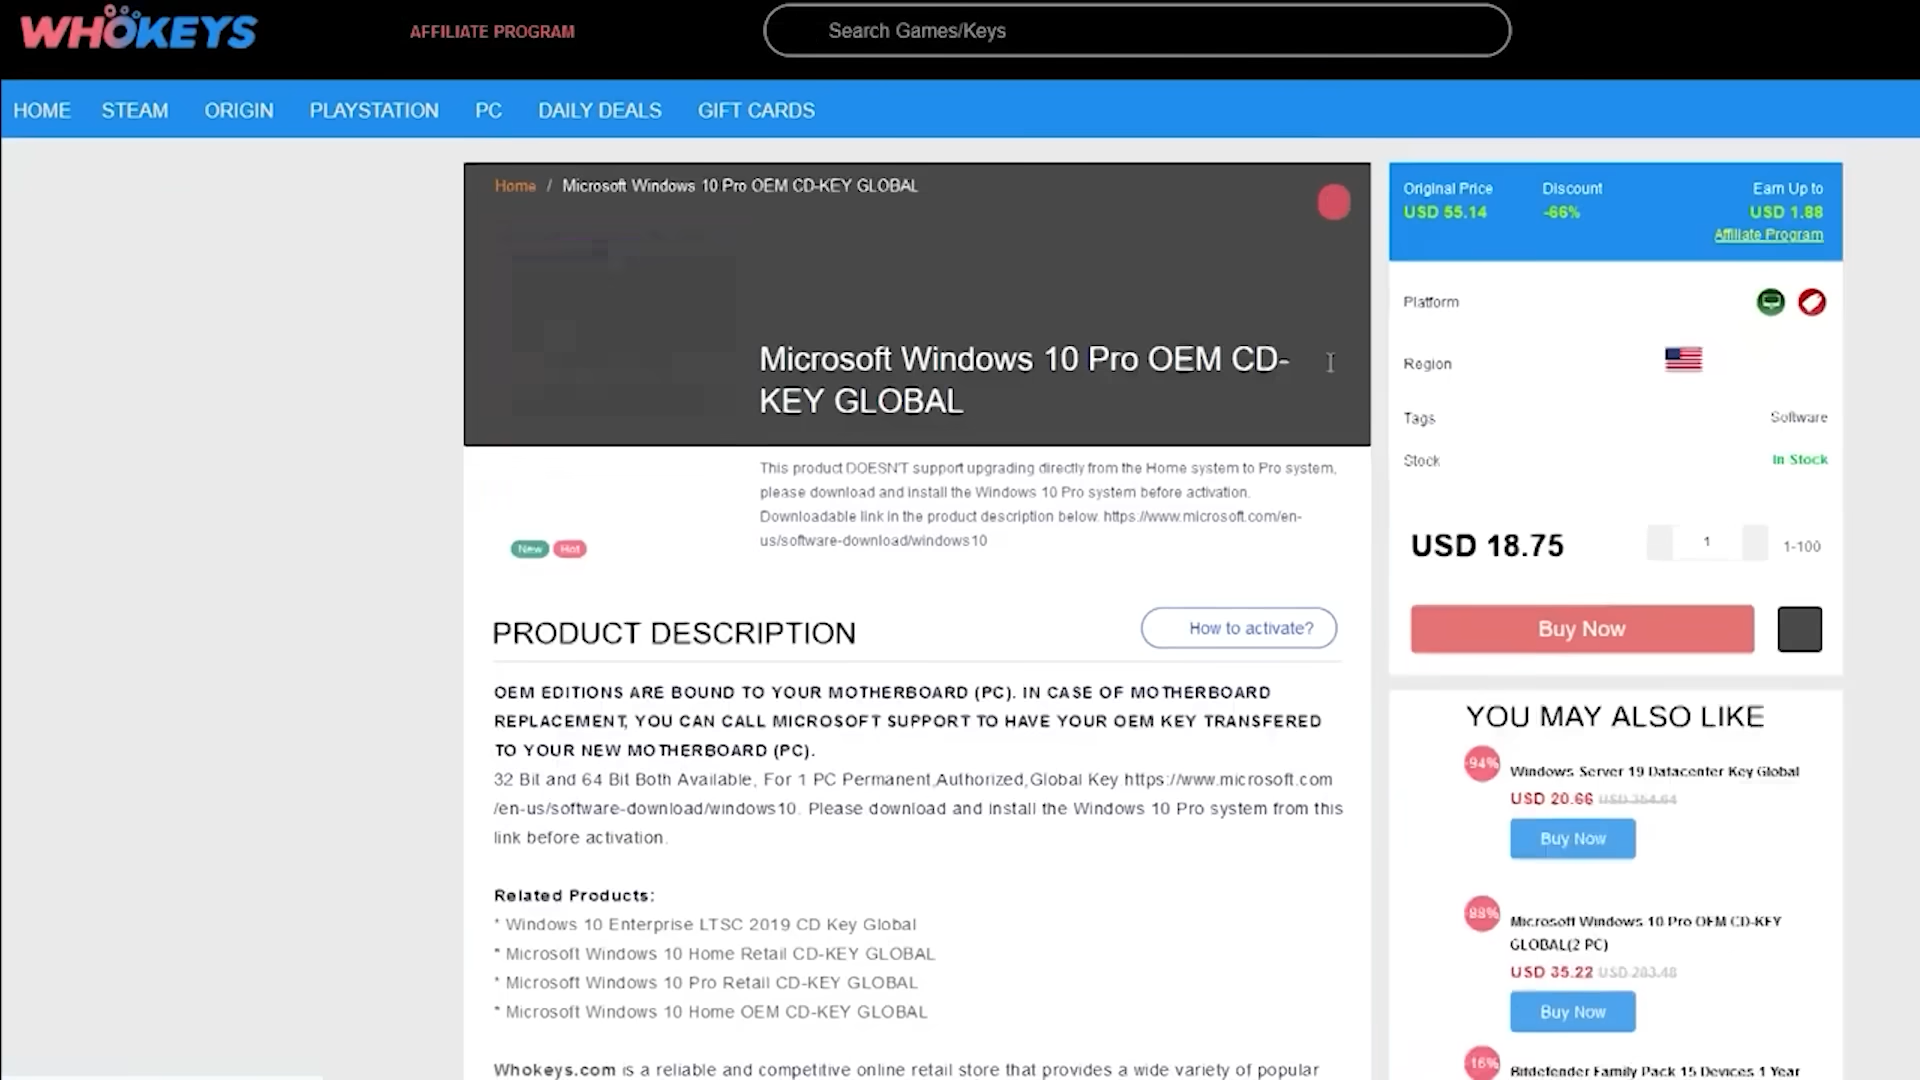 WHOKEYS
AFFILIATE PROGRAM
Search Games/Keys
HOME STEAM ORIGIN PLAYSTATION PC DAILY DEALS GIFT CARDS
Home / Microsoft Windows 10 Pro OEM CD-KEY GLOBAL
Microsoft Windows 10 Pro OEM CD-
KEY GLOBAL
This product DOESN'T support upgrading directly from the Home system to Pro system,
please download and install the Windows 10 Pro system before activation.
Downloadable link in the product description below. https://www.microsoft.com/en-
us/software-download/windows10
New Hot
PRODUCT DESCRIPTION
How to activate?
OEM EDITIONS ARE BOUND TO YOUR MOTHERBOARD (PC). IN CASE OF MOTHERBOARD
REPLACEMENT, YOU CAN CALL MICROSOFT SUPPORT TO HAVE YOUR OEM KEY TRANSFERED
TO YOUR NEW MOTHERBOARD (PC).
32 Bit and 64 Bit Both Available, For 1 PC Permanent,Authorized,Global Key https://www.microsoft.com
/en-us/software-download/windows10. Please download and install the Windows 10 Pro system from this
link before activation.
Related Products:
* Windows 10 Enterprise LTSC 2019 CD Key Global
* Microsoft Windows 10 Home Retail CD-KEY GLOBAL
* Microsoft Windows 10 Pro Retail CD-KEY GLOBAL
* Microsoft Windows 10 Home OEM CD-KEY GLOBAL
Whokeys.com is a reliable and competitive online retail store that provides a wide variety of popular
Original Price Discount Earn Up to
USD 55.14 -66% USD 1.88
Affiliate Program
Platform
Region
Tags Software
Stock In Stock
USD 18.75 1 1-100
Buy Now
YOU MAY ALSO LIKE
-94%
Windows Server 19 Datacenter Key Global
USD 20.66 USD 354.64
Buy Now
-88%
Microsoft Windows 10 Pro OEM CD-KEY
GLOBAL(2 PC)
USD 35.22 USD 283.48
Buy Now
-16%
Bitdefender Family Pack 15 Devices 1 Year